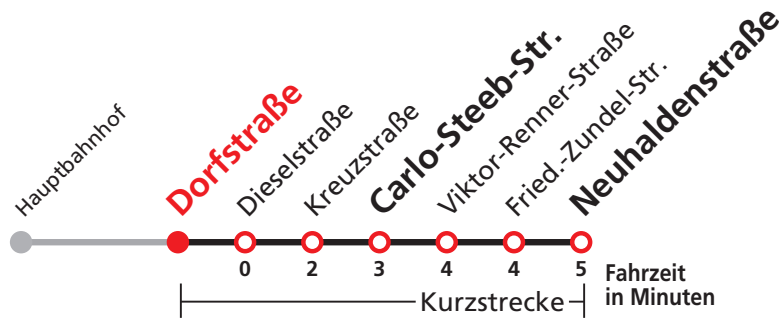 Hauptbahnhof
Dorfstraße
Dieselstraße
Kreuzstraße
Carlo-Steeb-Str.
Viktor-Renner-Straße
Fried.-Zundel-Str.
Neuhaldenstraße
0 2 3 4 4 5 Fahrzeit
in Minuten
Kurzstrecke